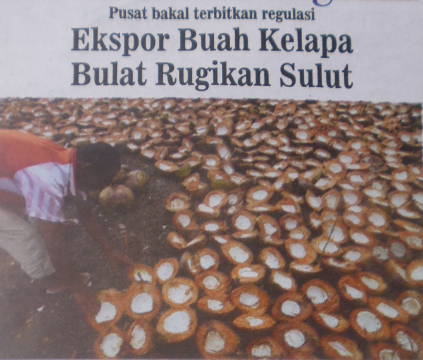 Pusat bakal terbitkan regulasi
Ekspor Buah Kelapa
Bulat Rugikan Sulut